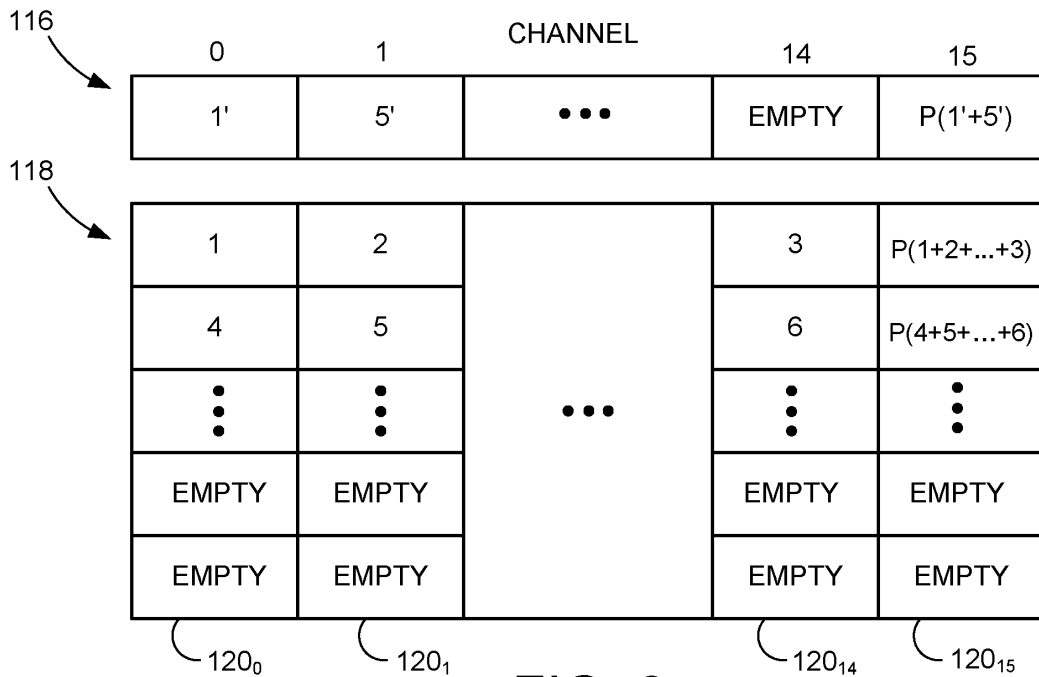 116
CHANNEL
0 1 14 15
1' 5' ••• EMPTY P(1'+5')
118
1 2 3 P(1+2+...+3)
4 5 ••• 6 P(4+5+...+6)
EMPTY EMPTY EMPTY EMPTY
EMPTY EMPTY EMPTY EMPTY
120₀ 120₁ 120₁₄ 120₁₅